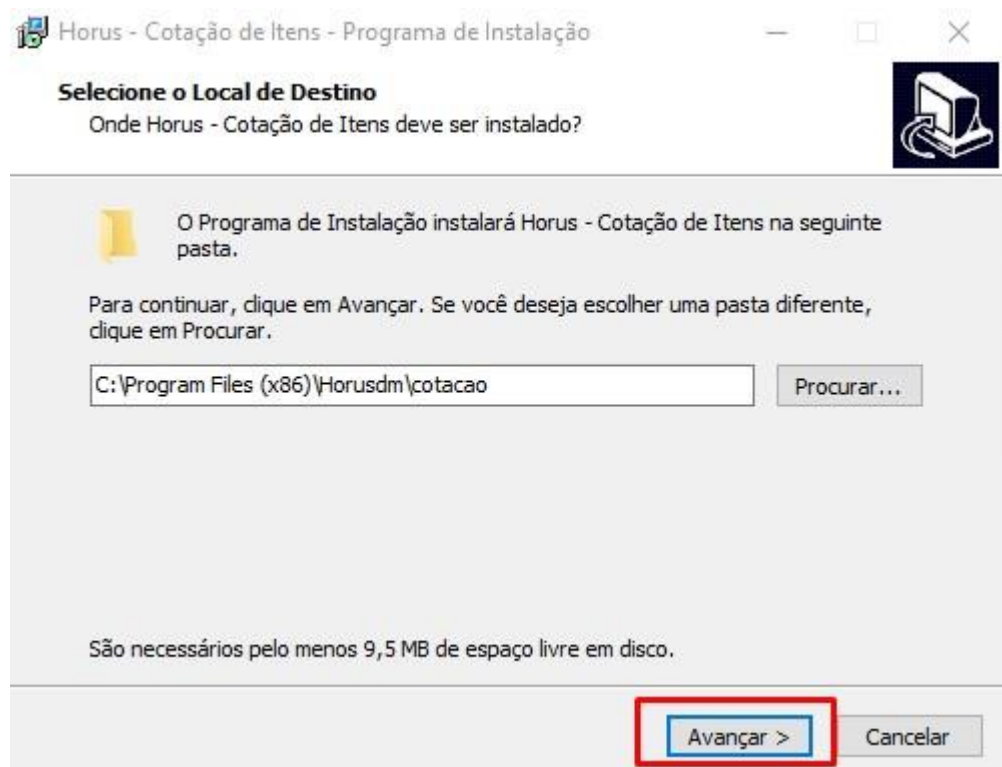 Horus - Cotação de Itens - Programa de Instalação
Selecione o Local de Destino
Onde Horus - Cotação de Itens deve ser instalado?
O Programa de Instalação instalará Horus - Cotação de Itens na seguinte
pasta.
Para continuar, clique em Avançar. Se você deseja escolher uma pasta diferente,
clique em Procurar.
C:\Program Files (x86)\Horusdm\cotacao
Procurar...
São necessários pelo menos 9,5 MB de espaço livre em disco.
Avançar >
Cancelar